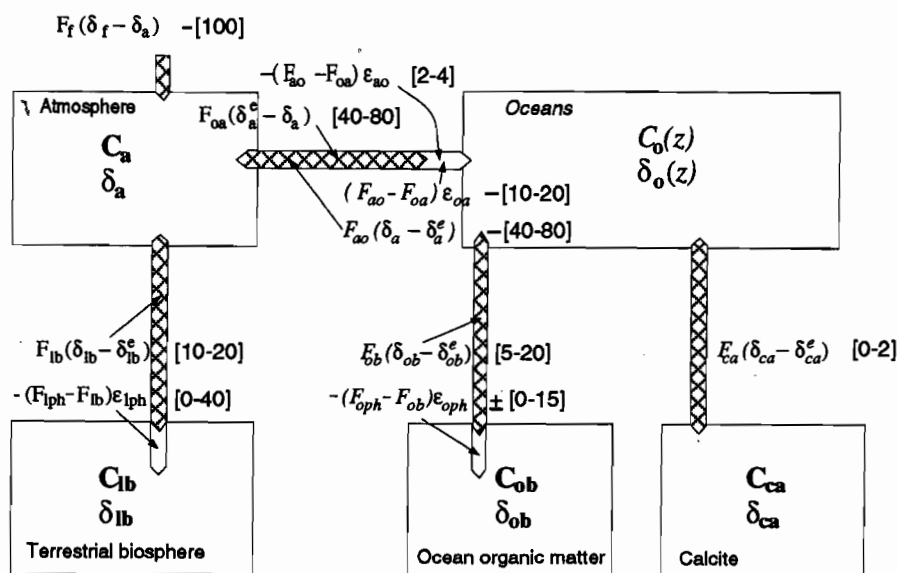 F_f (δ_f − δ_a) −[100]
−(F_ao − F_oa) ε_ao [2-4]
Atmosphere
F_oa(δ_a^e − δ_a) [40-80]
Oceans
C_a
δ_a
C_o(z)
δ_o(z)
(F_ao − F_oa) ε_oa −[10-20]
F_ao(δ_a − δ_a^e) −[40-80]
F_lb(δ_lb − δ_lb^e) [10-20]
F_ob(δ_ob − δ_ob^e) [5-20]
F_ca(δ_ca − δ_ca^e) [0-2]
-(F_lph − F_lb)ε_lph [0-40]
-(F_oph − F_ob)ε_oph ± [0-15]
C_lb
δ_lb
Terrestrial biosphere
C_ob
δ_ob
Ocean organic matter
C_ca
δ_ca
Calcite